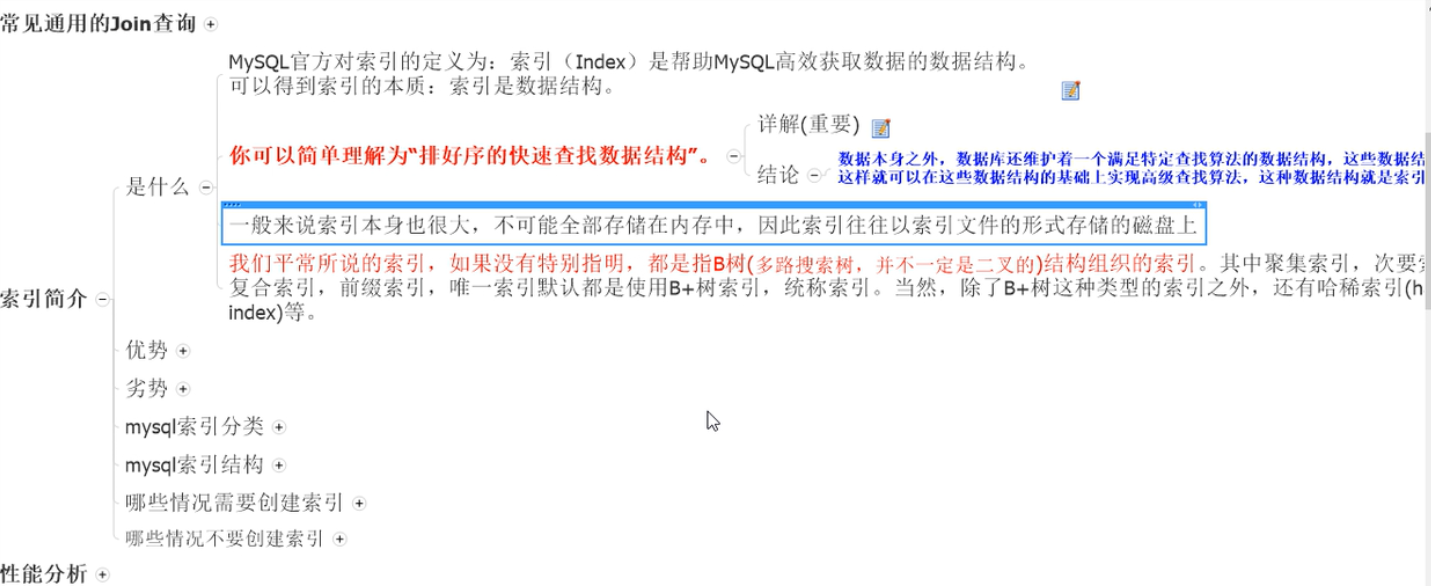 常见通用的Join查询
MySQL官方对索引的定义为：索引（Index）是帮助MySQL高效获取数据的数据结构。
可以得到索引的本质：索引是数据结构。
详解(重要)
你可以简单理解为“排好序的快速查找数据结构”。
结论
数据本身之外，数据库还维护着一个满足特定查找算法的数据结构，这些数据结
这样就可以在这些数据结构的基础上实现高级查找算法，这种数据结构就是索引
是什么
一般来说索引本身也很大，不可能全部存储在内存中，因此索引往往以索引文件的形式存储的磁盘上
我们平常所说的索引，如果没有特别指明，都是指B树(多路搜索树，并不一定是二叉的)结构组织的索引。其中聚集索引，次要
复合索引，前缀索引，唯一索引默认都是使用B+树索引，统称索引。当然，除了B+树这种类型的索引之外，还有哈稀索引(h
index)等。
索引简介
优势
劣势
mysql索引分类
mysql索引结构
哪些情况需要创建索引
哪些情况不要创建索引
性能分析